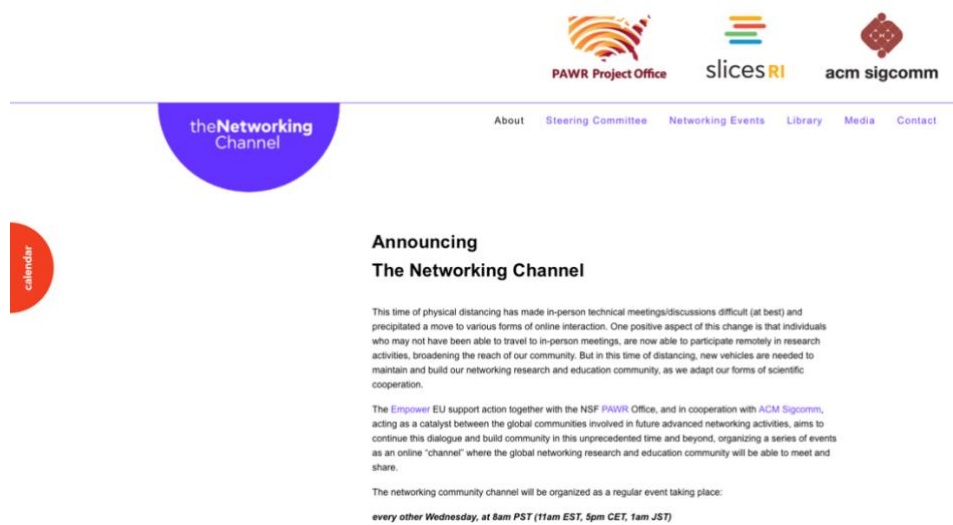 PAWR Project Office
slices RI
acm sigcomm
theNetworking
Channel
About Steering Committee Networking Events Library Media Contact
calendar
Announcing
The Networking Channel
This time of physical distancing has made in-person technical meetings/discussions difficult (at best) and
precipitated a move to various forms of online interaction. One positive aspect of this change is that individuals
who may not have been able to travel to in-person meetings, are now able to participate remotely in research
activities, broadening the reach of our community. But in this time of distancing, new vehicles are needed to
maintain and build our networking research and education community, as we adapt our forms of scientific
cooperation.
The Empower EU support action together with the NSF PAWR Office, and in cooperation with ACM Sigcomm,
acting as a catalyst between the global communities involved in future advanced networking activities, aims to
continue this dialogue and build community in this unprecedented time and beyond, organizing a series of events
as an online "channel" where the global networking research and education community will be able to meet and
share.
The networking community channel will be organized as a regular event taking place:
every other Wednesday, at 8am PST (11am EST, 5pm CET, 1am JST)